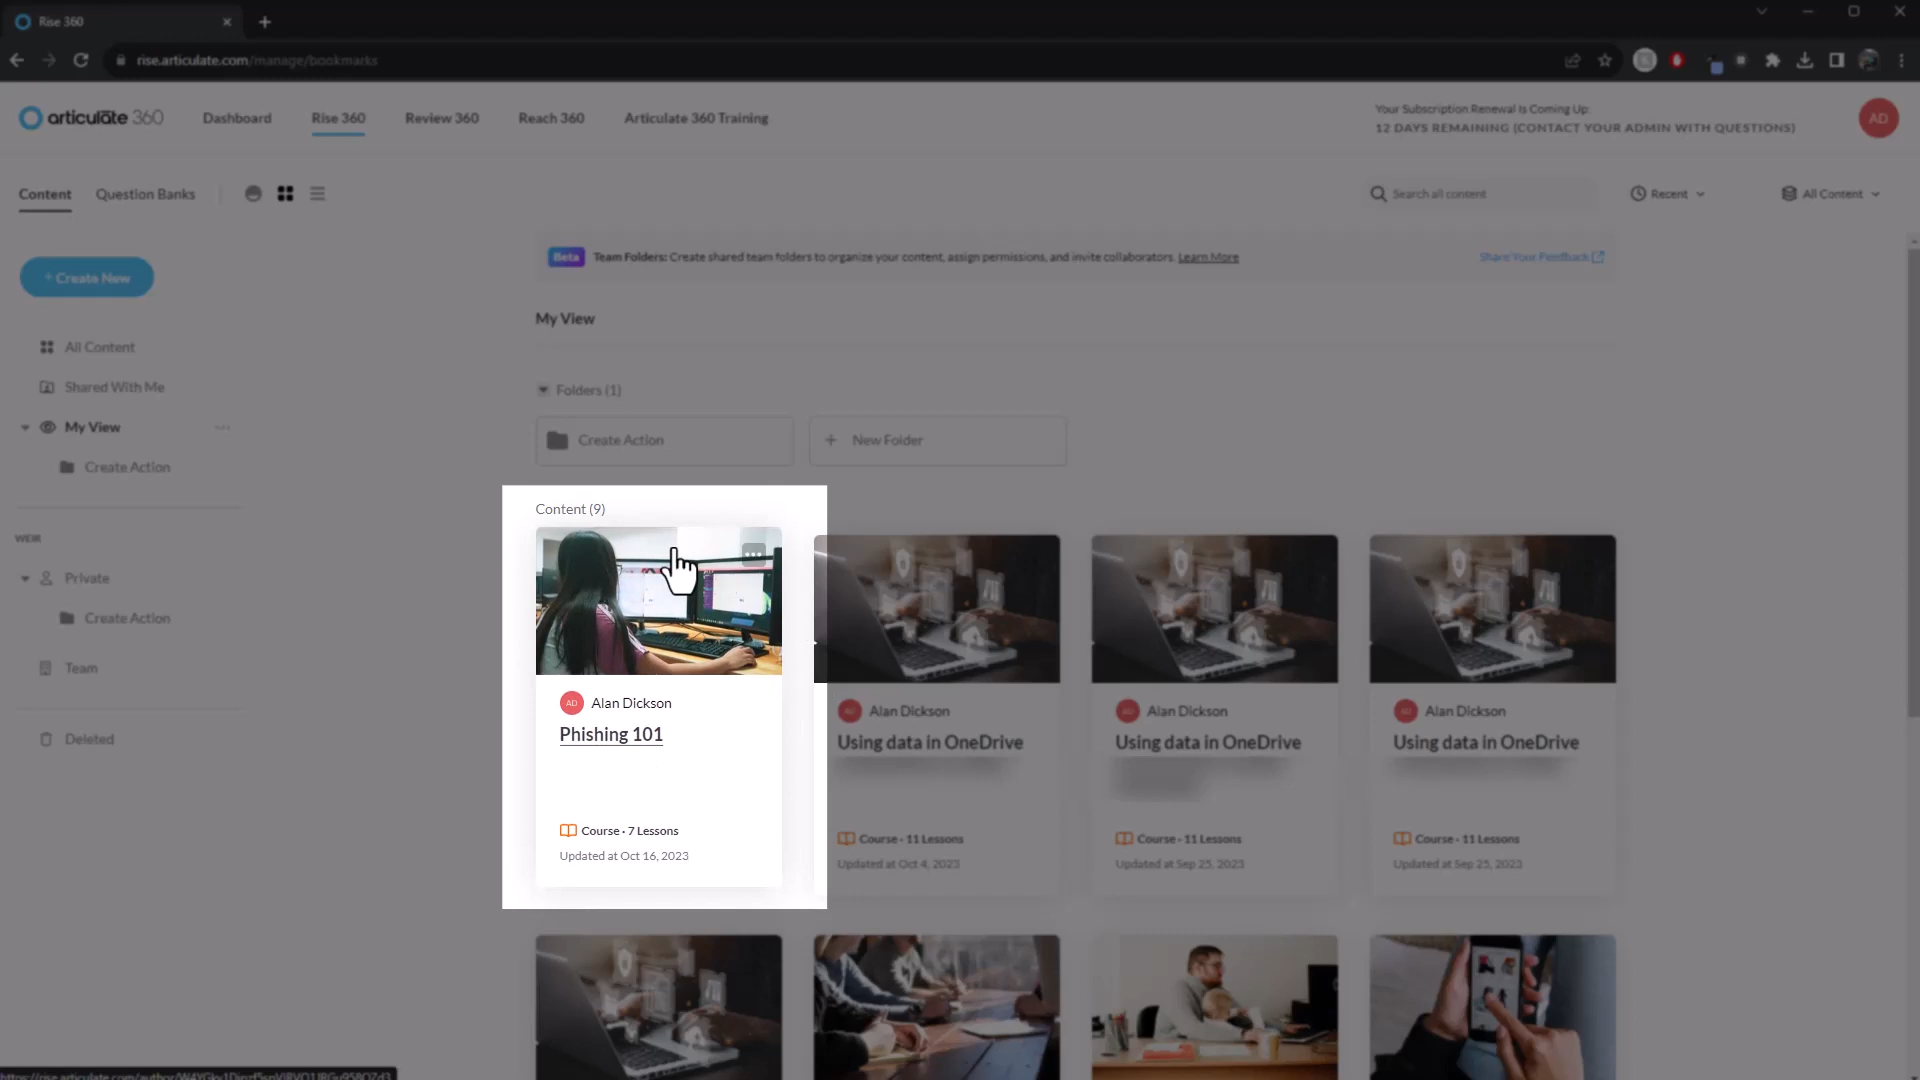 Rise 360
rise.articulate.com/manage/bookmarks
articulate 360
Dashboard
Rise 360
Review 360
Reach 360
Articulate 360 Training
Your Subscription Renewal Is Coming Up:
12 DAYS REMAINING (CONTACT YOUR ADMIN WITH QUESTIONS)
AD
Content
Question Banks
Search all content
Recent
All Content
+ Create New
Beta
Team Folders: Create shared team folders to organize your content, assign permissions, and invite collaborators. Learn More
Share Your Feedback
My View
All Content
Shared With Me
My View
Create Action
Folders (1)
Create Action
+ New Folder
WEIR
Private
Create Action
Team
Deleted
Content (9)
AD Alan Dickson
Phishing 101
Course · 7 Lessons
Updated at Oct 16, 2023
AD Alan Dickson
Using data in OneDrive
Course · 11 Lessons
Updated at Oct 4, 2023
AD Alan Dickson
Using data in OneDrive
Course · 11 Lessons
Updated at Sep 25, 2023
AD Alan Dickson
Using data in OneDrive
Course · 11 Lessons
Updated at Sep 25, 2023